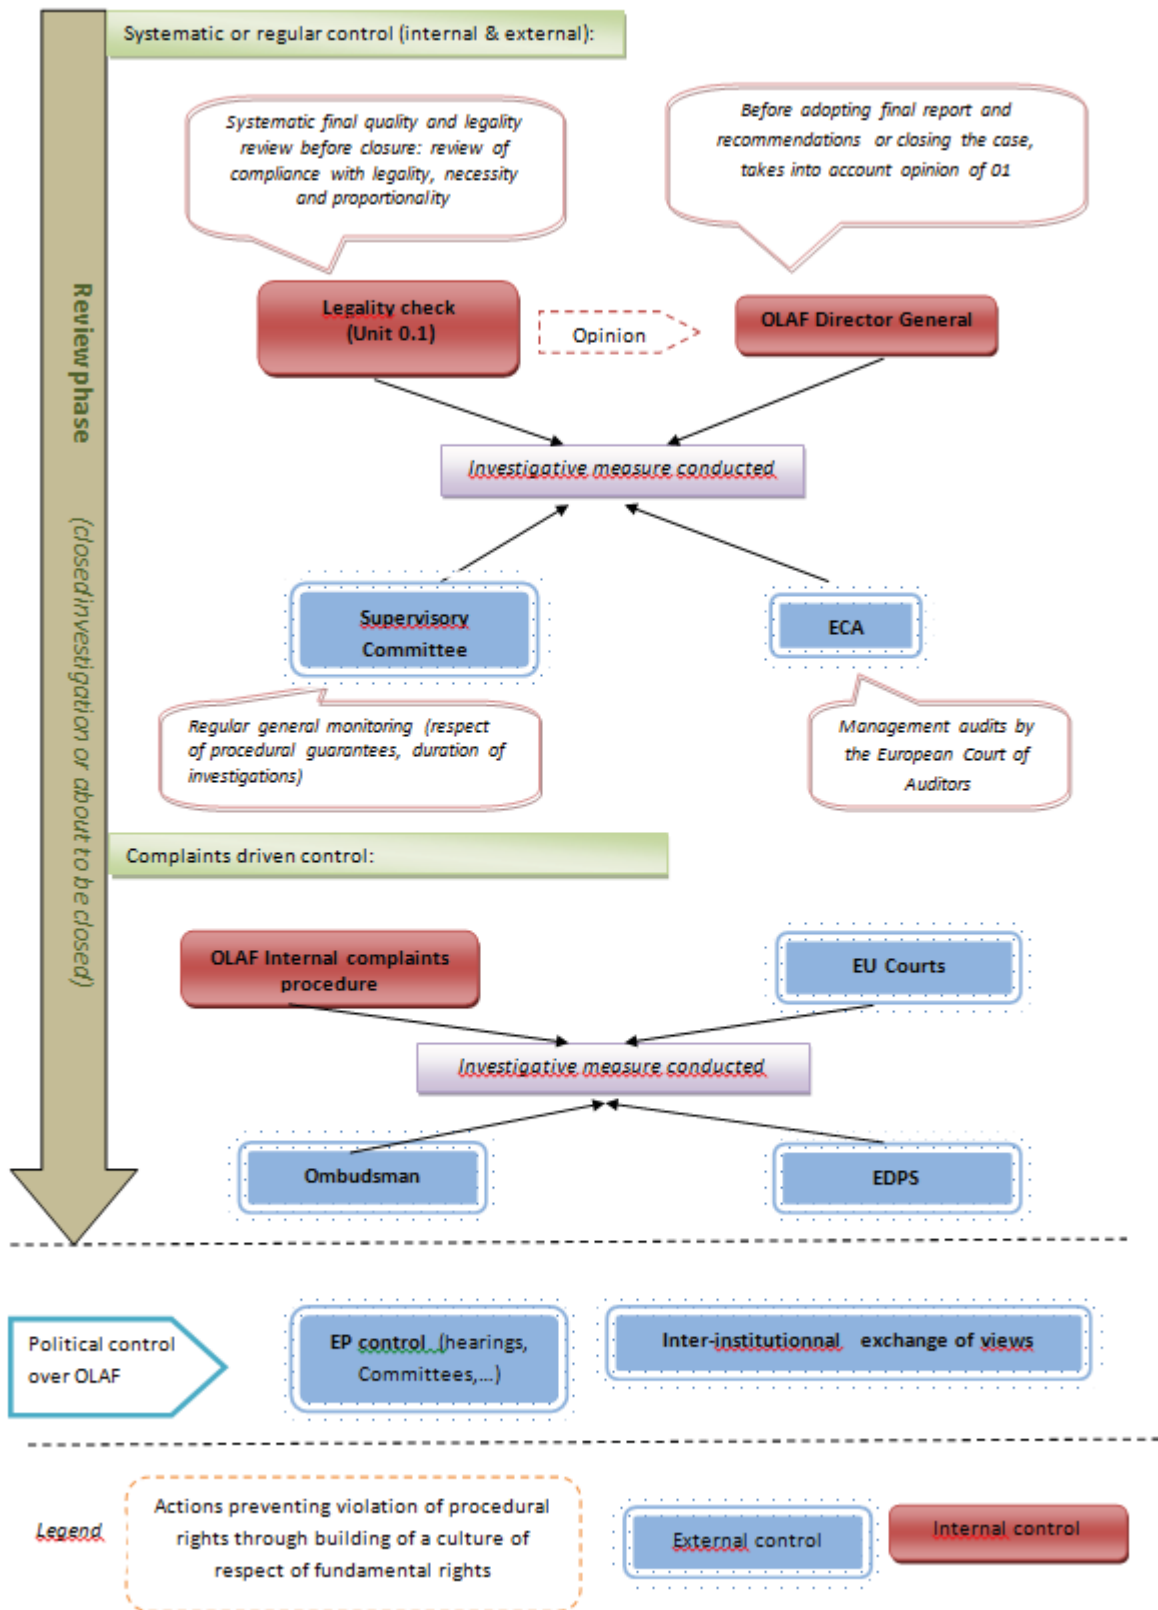 Systematic or regular control (internal & external):
Systematic final quality and legality
review before closure: review of
compliance with legality, necessity
and proportionality
Before adopting final report and
recommendations or closing the case,
takes into account opinion of 01
Legality check
(Unit 0.1)
Opinion
OLAF Director General
Investigative measure conducted
Supervisory
Committee
ECA
Regular general monitoring (respect
of procedural guarantees, duration of
investigations)
Management audits by
the European Court of
Auditors
Review phase (closed investigation or about to be closed)
Complaints driven control:
OLAF Internal complaints
procedure
EU Courts
Investigative measure conducted
Ombudsman
EDPS
Political control
over OLAF
EP control (hearings,
Committees,...)
Inter-institutionnal exchange of views
Legend
Actions preventing violation of procedural
rights through building of a culture of
respect of fundamental rights
External control
Internal control